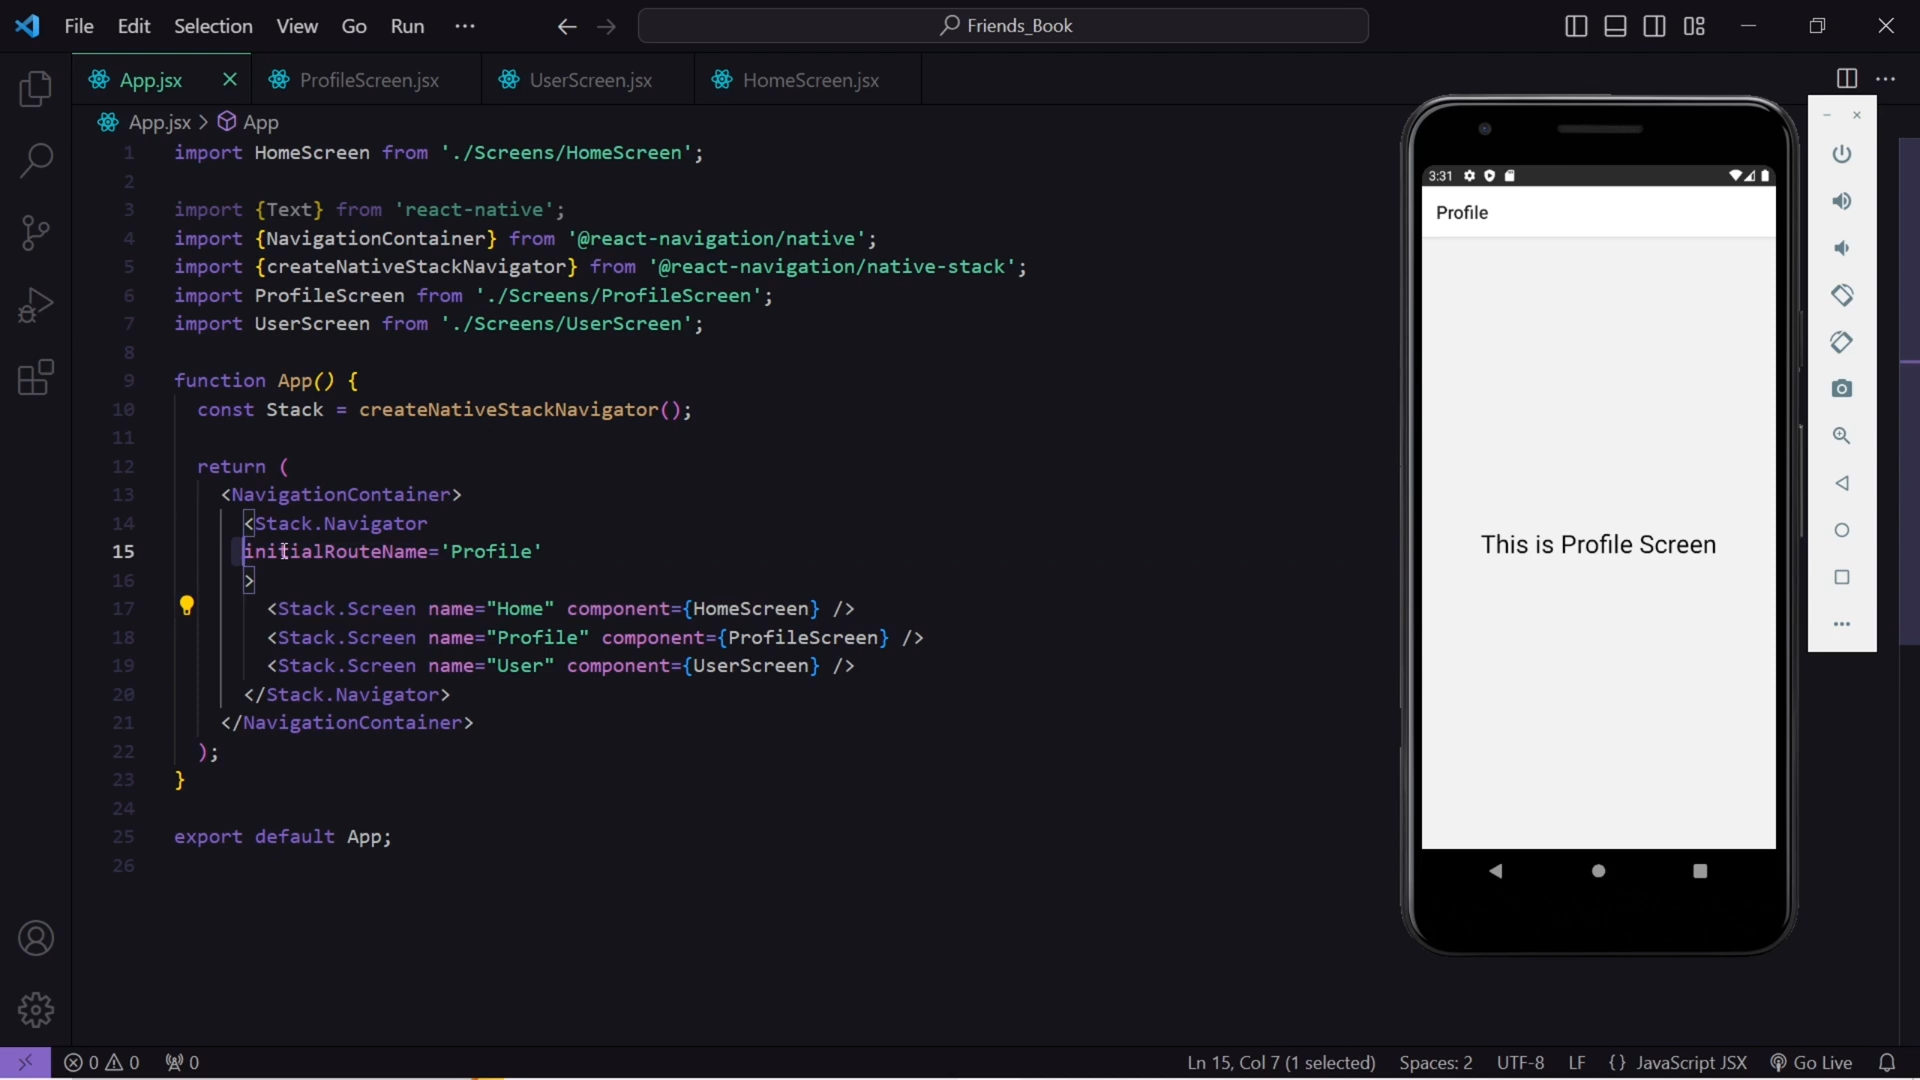 File Edit Selection View Go Run ··· Friends_Book
App.jsx ProfileScreen.jsx UserScreen.jsx HomeScreen.jsx
App.jsx > App
1 import HomeScreen from './Screens/HomeScreen';
2
3 import {Text} from 'react-native';
4 import {NavigationContainer} from '@react-navigation/native';
5 import {createNativeStackNavigator} from '@react-navigation/native-stack';
6 import ProfileScreen from './Screens/ProfileScreen';
7 import UserScreen from './Screens/UserScreen';
8
9 function App() {
10 const Stack = createNativeStackNavigator();
11
12 return (
13 <NavigationContainer>
14 <Stack.Navigator
15 initialRouteName='Profile'
16 >
17 <Stack.Screen name="Home" component={HomeScreen} />
18 <Stack.Screen name="Profile" component={ProfileScreen} />
19 <Stack.Screen name="User" component={UserScreen} />
20 </Stack.Navigator>
21 </NavigationContainer>
22 );
23 }
24
25 export default App;
26
3:31
Profile
This is Profile Screen
0 0 0 Ln 15, Col 7 (1 selected) Spaces: 2 UTF-8 LF {} JavaScript JSX Go Live